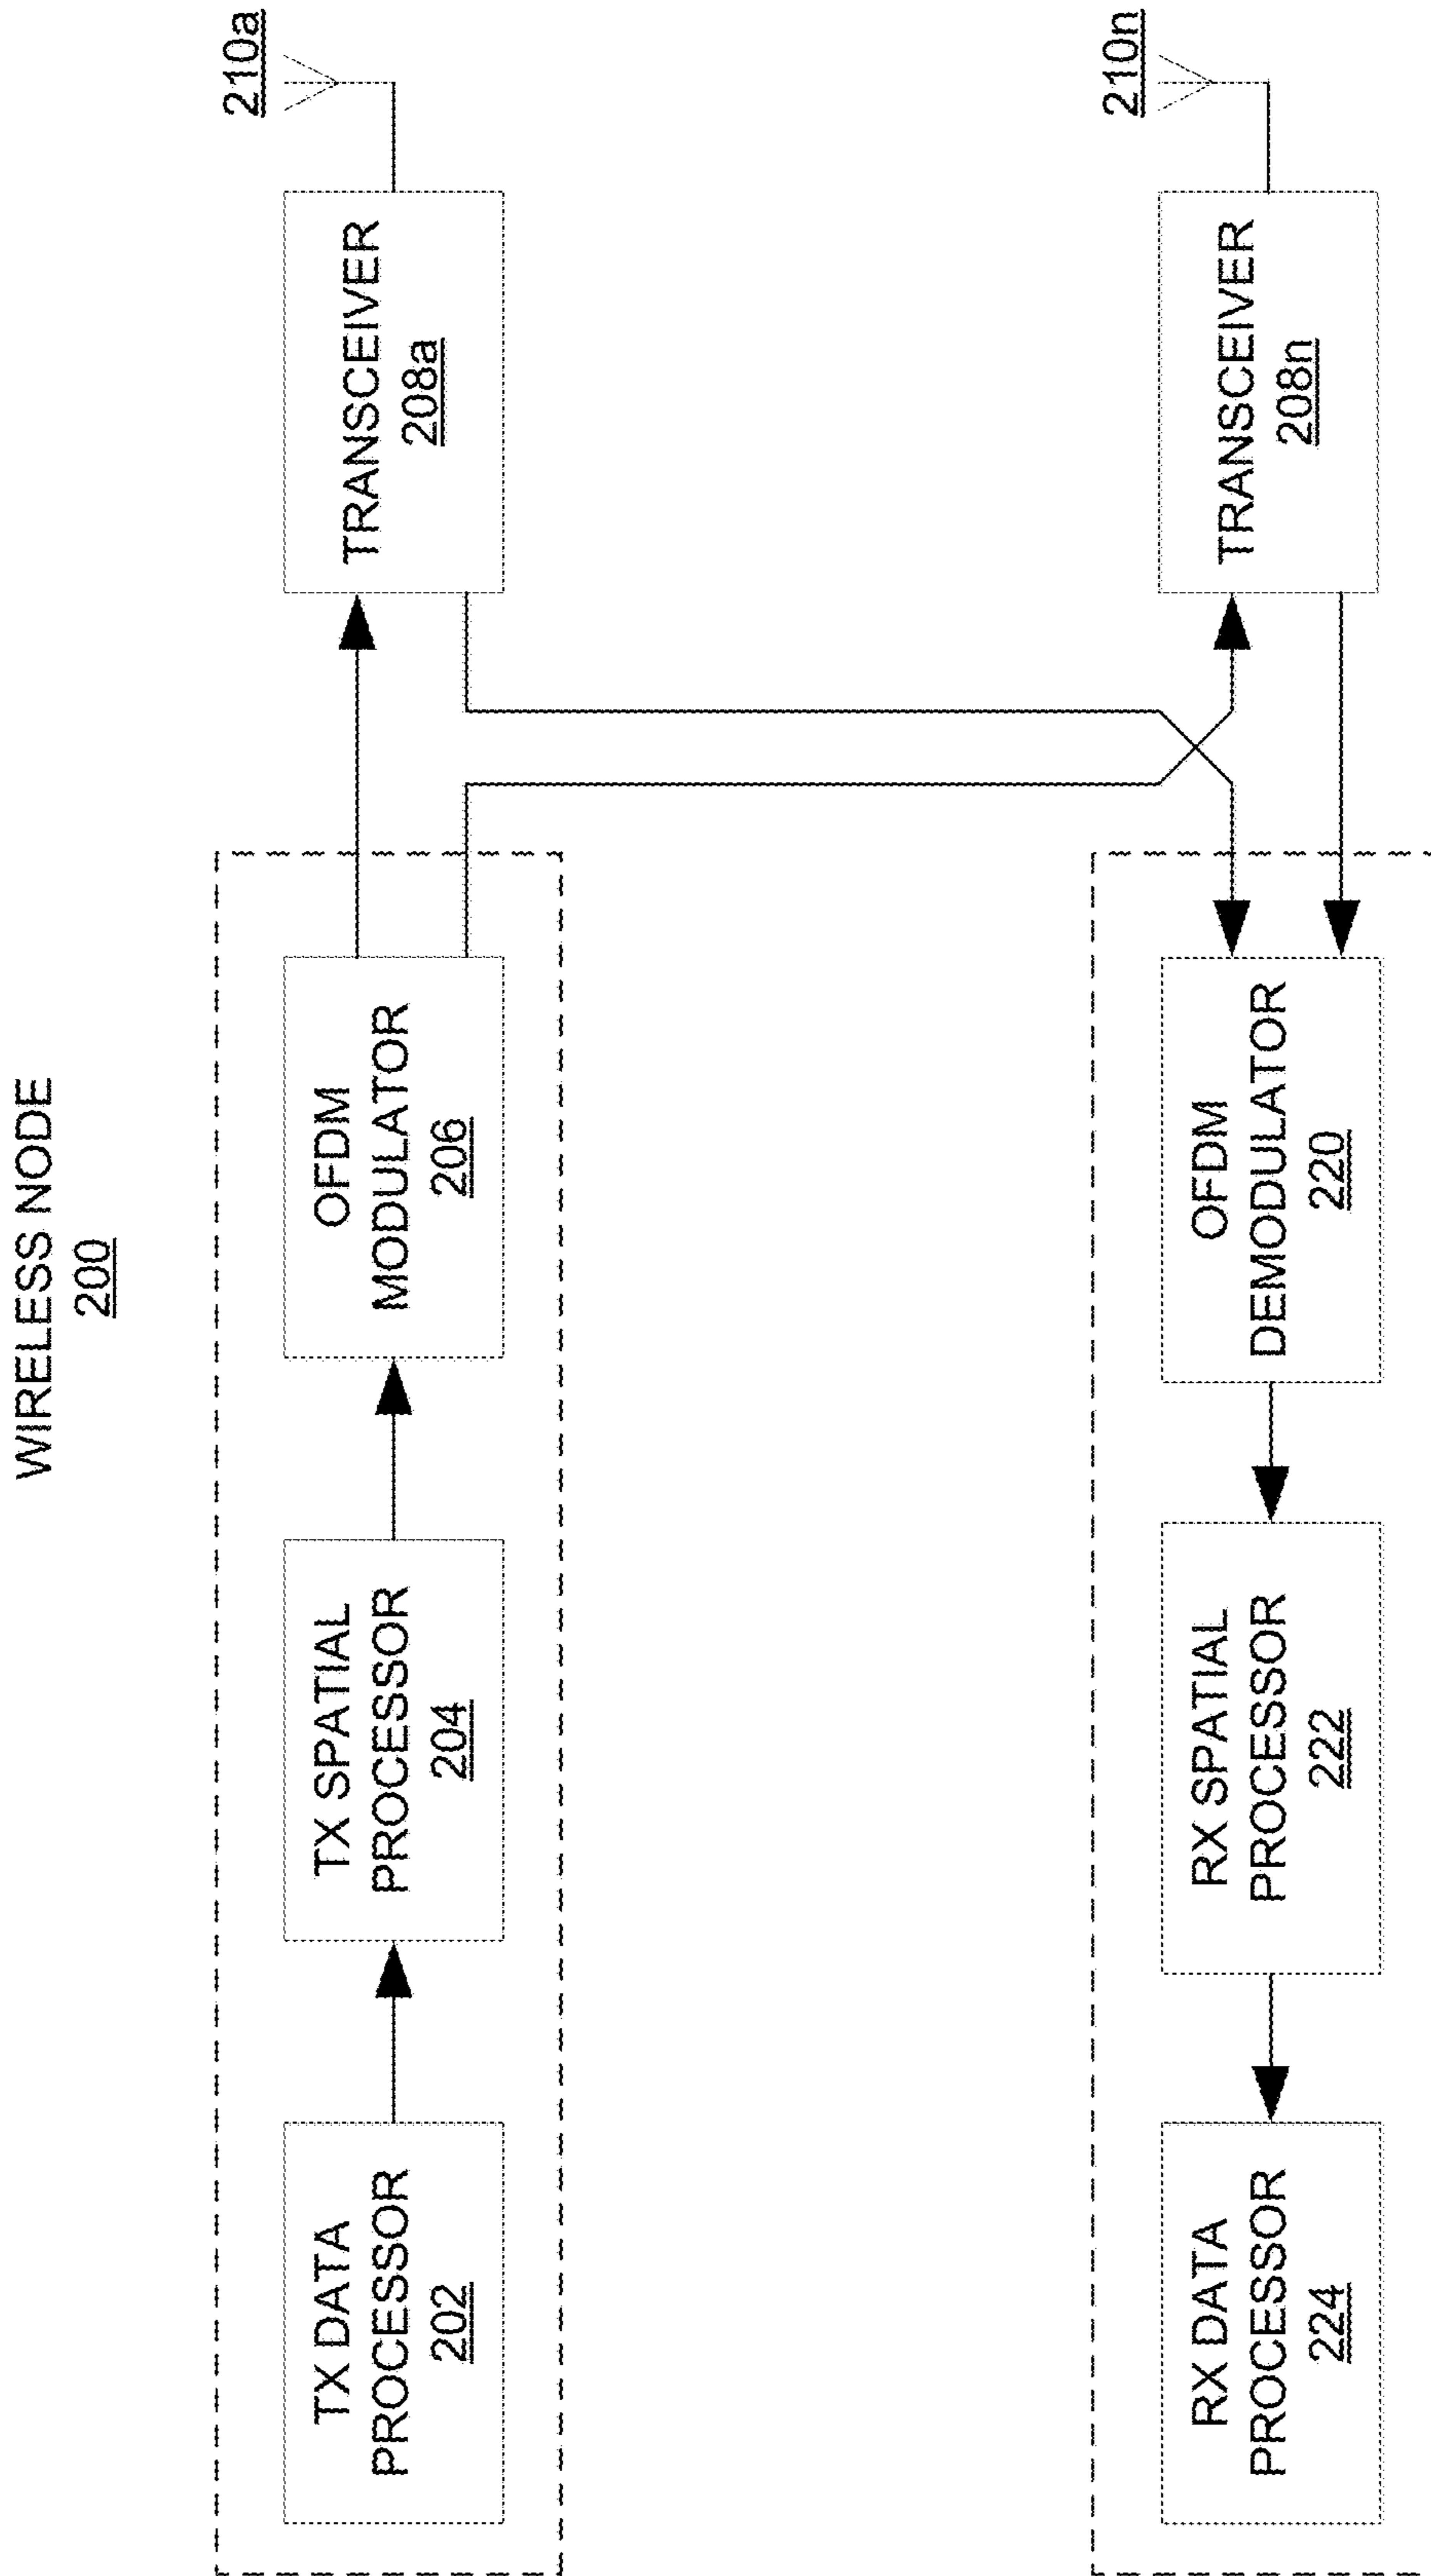 WIRELESS NODE
200
TX DATA
PROCESSOR
202
TX SPATIAL
PROCESSOR
204
OFDM
MODULATOR
206
TRANSCEIVER
208a
210a
RX DATA
PROCESSOR
224
RX SPATIAL
PROCESSOR
222
OFDM
DEMODULATOR
220
TRANSCEIVER
208n
210n